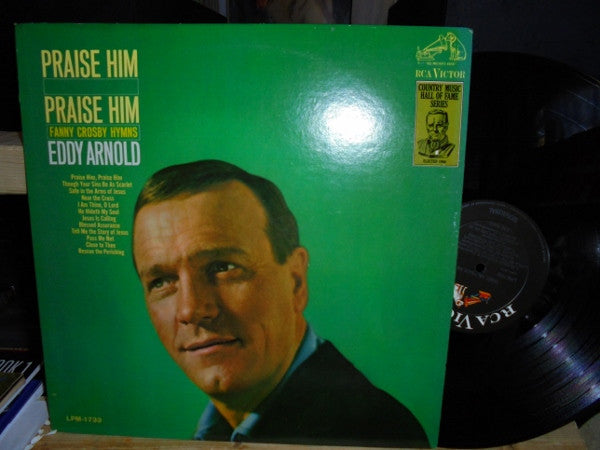 PRAISE HIM
PRAISE HIM
FANNY CROSBY HYMNS
EDDY ARNOLD
Praise Him, Praise Him
Though Your Sins Be As Scarlet
Safe in the Arms of Jesus
Near the Cross
I Am Thine, O Lord
He Hideth My Soul
Jesus Is Calling
Blessed Assurance
Tell Me the Story of Jesus
Pass Me Not
Close to Thee
Rescue the Perishing
RCA VICTOR
COUNTRY MUSIC
HALL OF FAME
SERIES
LPM-1733
RCA VIC